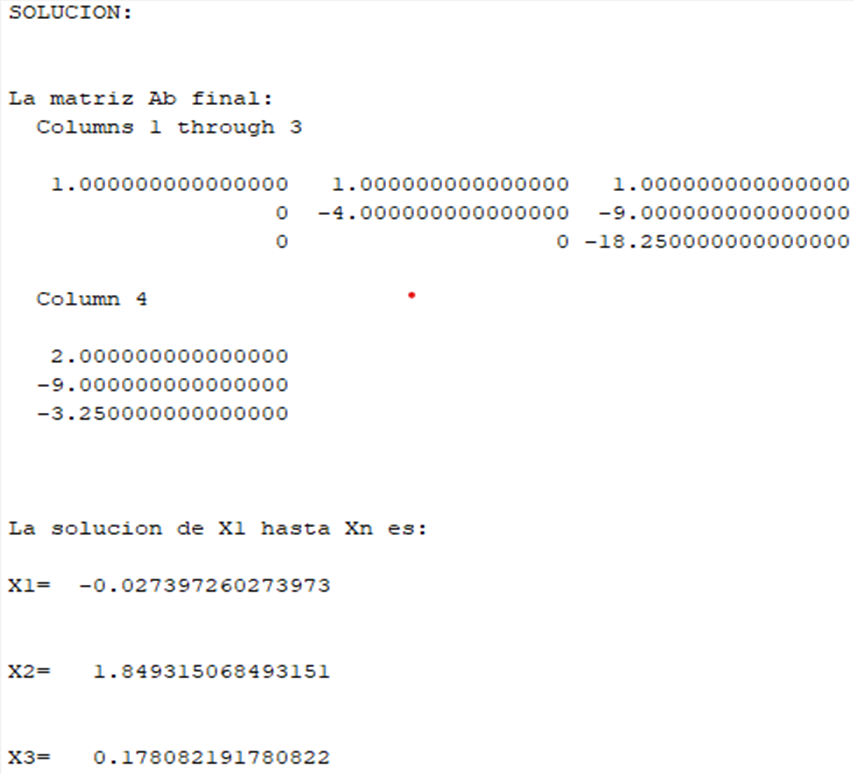 SOLUCION:
La matriz Ab final:
Columns 1 through 3
1.000000000000000 1.000000000000000 1.000000000000000
0 -4.000000000000000 -9.000000000000000
0 0 -18.250000000000000
Column 4
2.000000000000000
-9.000000000000000
-3.250000000000000
La solucion de X1 hasta Xn es:
X1= -0.027397260273973
X2= 1.849315068493151
X3= 0.178082191780822